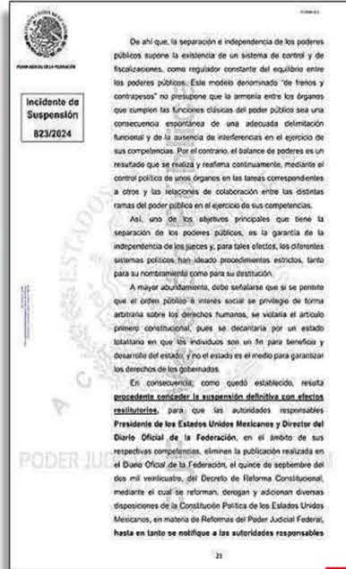 PODER JUDICIAL DE LA FEDERACIÓN
Incidente de
Suspensión
823/2024
De ahí que, la separación e independencia de los poderes
públicos supone la existencia de un sistema de control y de
fiscalizaciones, como regulador constante del equilibrio entre
los poderes públicos. Este modelo denominado "de frenos y
contrapesos" no presupone que la armonía entre los órganos
que cumplen las funciones clásicas del poder público sea una
consecuencia espontánea de una adecuada delimitación
funcional y de la ausencia de interferencias en el ejercicio de
sus competencias. Por el contrario, el balance de poderes es un
resultado que se realiza y reafirma continuamente, mediante el
control político de unos órganos en las tareas correspondientes
a otros y las relaciones de colaboración entre las distintas
ramas del poder público en el ejercicio de sus competencias.
Así, uno de los objetivos principales que tiene la
separación de los poderes públicos, es la garantía de la
independencia de los jueces y, para tales efectos, los diferentes
sistemas políticos han ideado procedimientos estrictos, tanto
para su nombramiento como para su destitución.
A mayor abundamiento, debe señalarse que si se permite
que el orden público e interés social se privilegie de forma
arbitraria sobre los derechos humanos, se violaría el artículo
primero constitucional, pues se decantaría por un estado
totalitario en que los individuos son un fin para beneficio y
desarrollo del estado, y no el estado es el medio para garantizar
los derechos de los gobernados.
En consecuencia, como quedó establecido, resulta
procedente conceder la suspensión definitiva con efectos
restitutorios, para que las autoridades responsables
Presidente de los Estados Unidos Mexicanos y Director del
Diario Oficial de la Federación, en el ámbito de sus
respectivas competencias, eliminen la publicación realizada en
el Diario Oficial de la Federación, el quince de septiembre del
dos mil veinticuatro, del Decreto de Reforma Constitucional,
mediante el cual se reforman, derogan y adicionan diversas
disposiciones de la Constitución Política de los Estados Unidos
Mexicanos, en materia de Reformas del Poder Judicial Federal,
hasta en tanto se notifique a las autoridades responsables
21